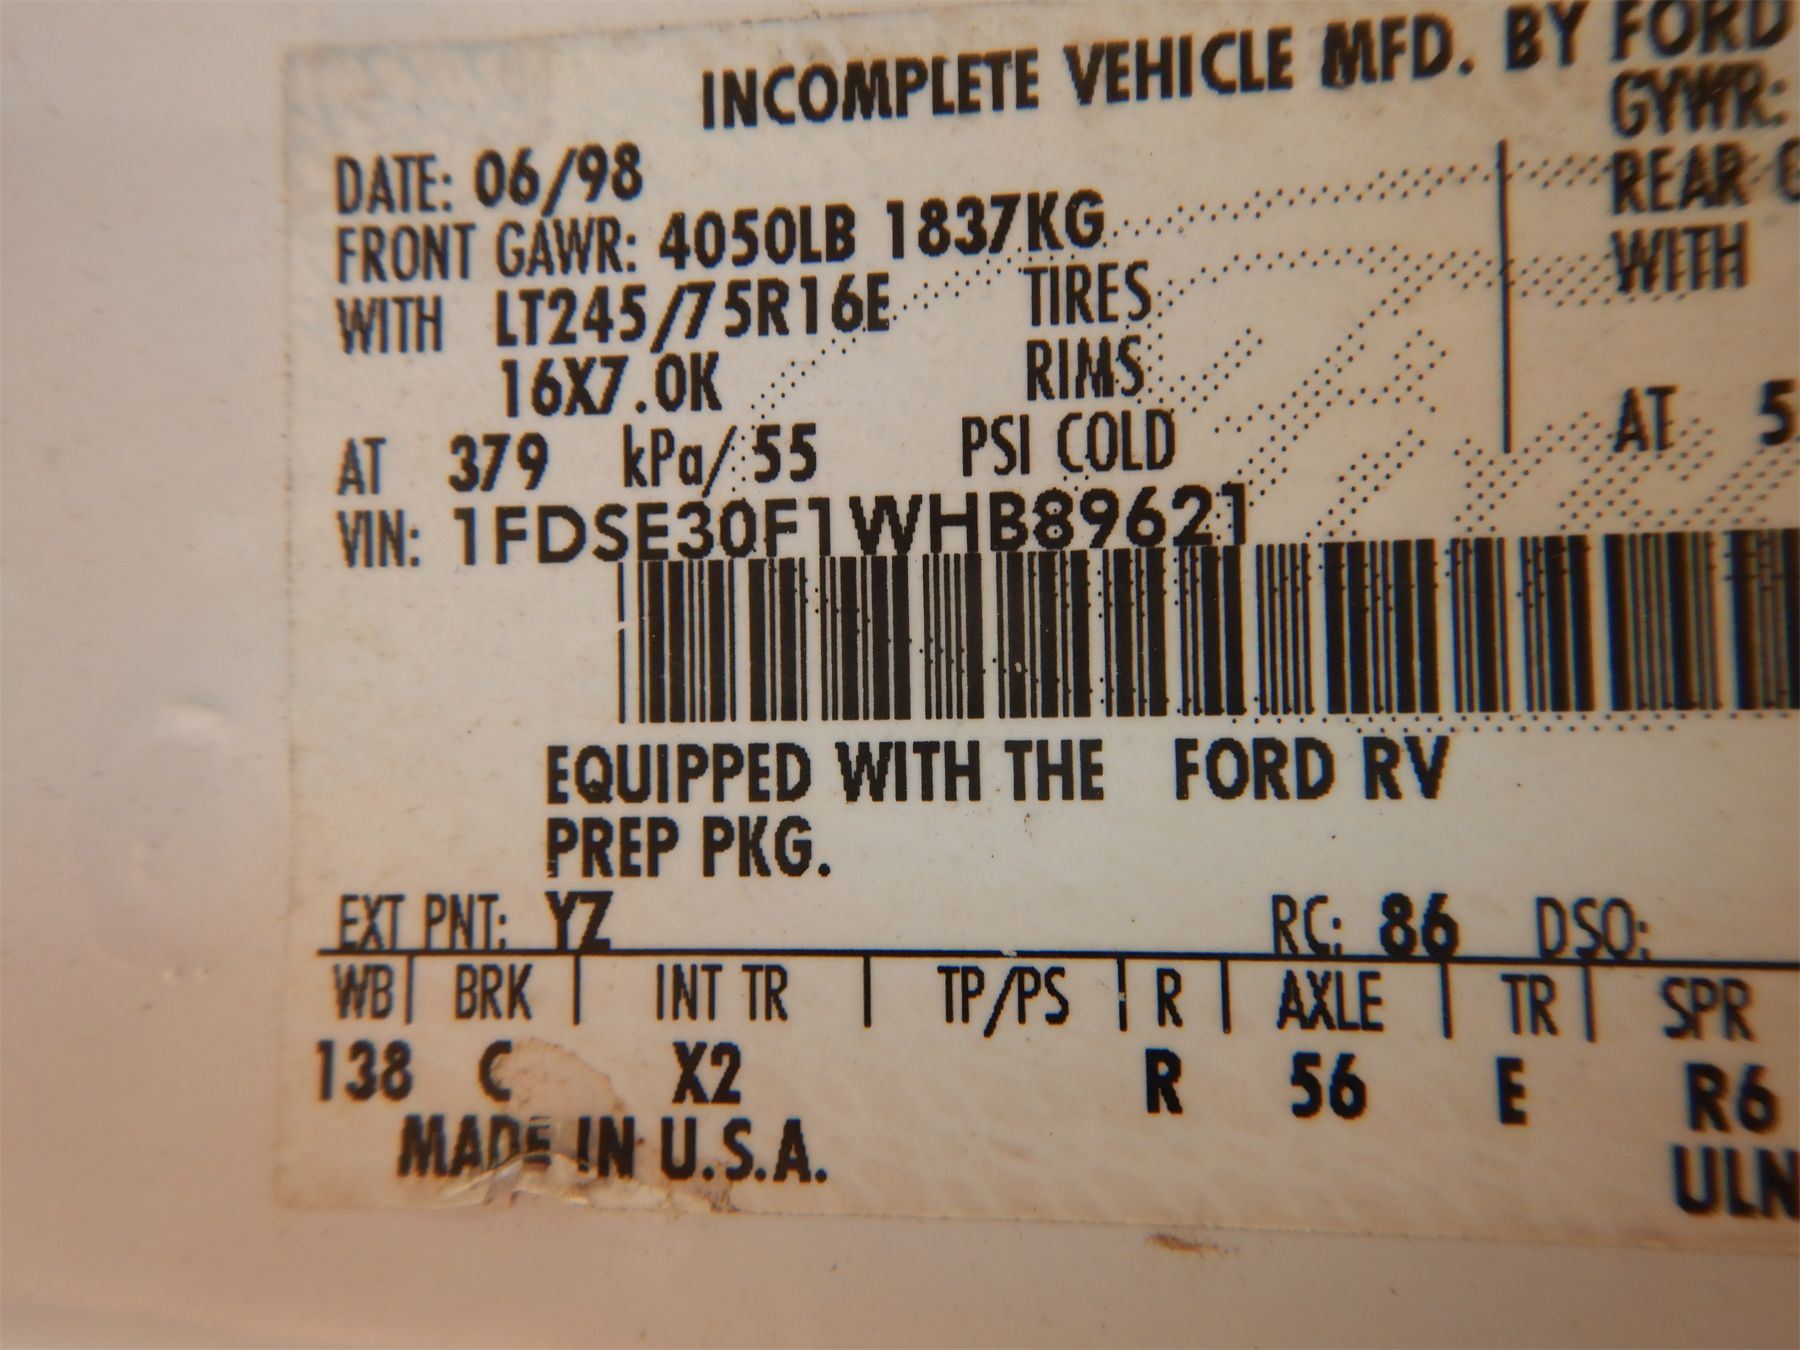 INCOMPLETE VEHICLE MFD. BY FORD
GVWR:
DATE: 06/98
FRONT GAWR: 4050LB 1837KG
REAR G
WITH LT245/75R16E TIRES
WITH
16X7.0K RIMS
AT 379 kPa/55 PSI COLD
AT 5
VIN: 1FDSE30F1WHB89621
EQUIPPED WITH THE FORD RV
PREP PKG.
EXT PNT: YZ RC: 86 DSO:
WB | BRK | INT TR | TP/PS | R | AXLE | TR | SPR
138 C X2 R 56 E R6
MADE IN U.S.A.
ULN